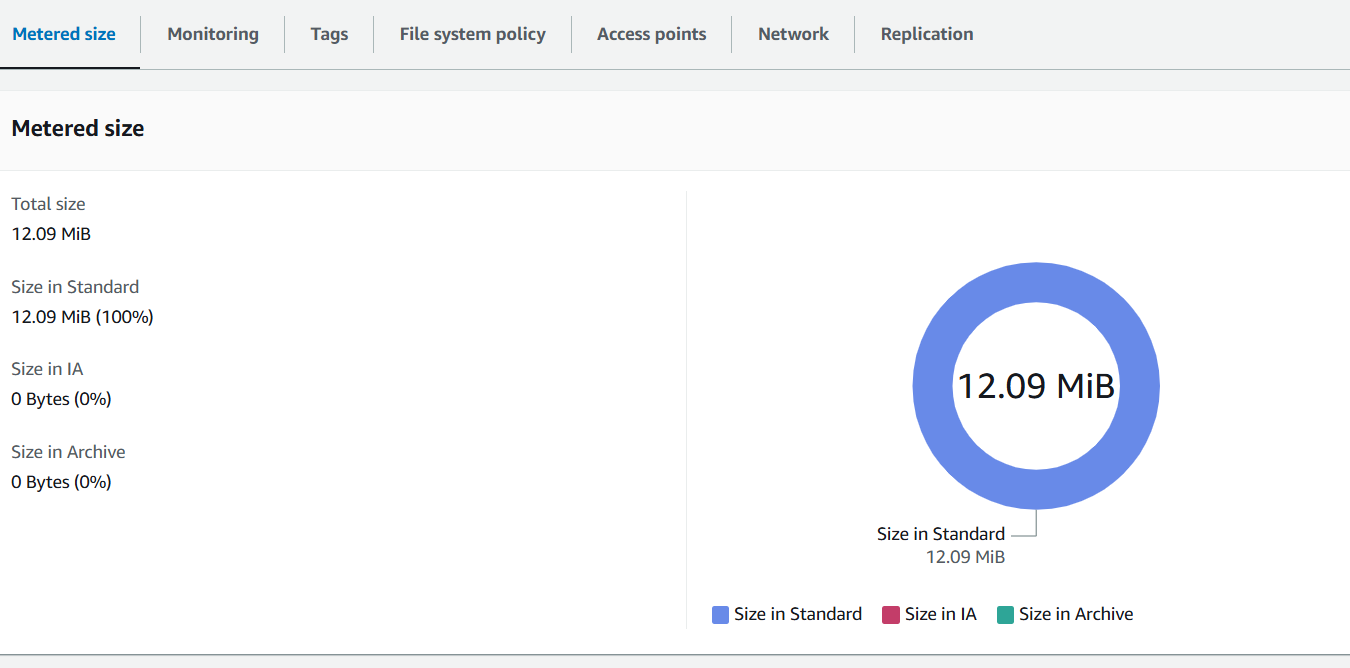 Metered size
Monitoring
Tags
File system policy
Access points
Network
Replication
Metered size
Total size
12.09 MiB
Size in Standard
12.09 MiB (100%)
Size in IA
0 Bytes (0%)
Size in Archive
0 Bytes (0%)
12.09 MiB
Size in Standard
12.09 MiB
Size in Standard
Size in IA
Size in Archive